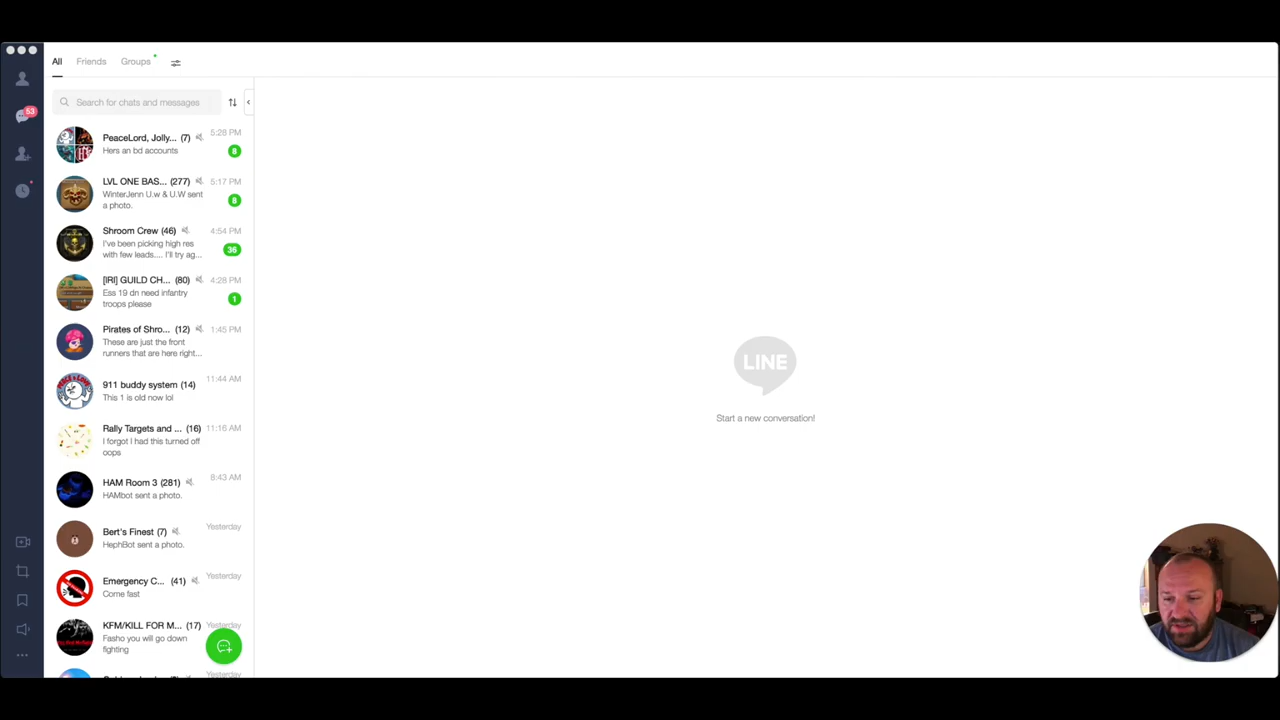 All Friends Groups
53
Search for chats and messages
PeaceLord, Jolly... (7) 5:28 PM
Hers an bd accounts 8
LVL ONE BAS... (277) 5:17 PM
WinterJenn U.w & U.W sent
a photo. 8
Shroom Crew (46) 4:54 PM
I've been picking high res
with few leads.... I'll try ag... 36
[IRI] GUILD CH... (80) 4:28 PM
Ess 19 dn need infantry
troops please 1
Pirates of Shro... (12) 1:45 PM
These are just the front
runners that are here right...
911 buddy system (14) 11:44 AM
This 1 is old now lol
Rally Targets and ... (16) 11:16 AM
I forgot I had this turned off
oops
HAM Room 3 (281) 8:43 AM
HAMbot sent a photo.
Bert's Finest (7) Yesterday
HephBot sent a photo.
Emergency C... (41) Yesterday
Come fast
KFM/KILL FOR M... (17) Yesterday
Fasho you will go down
fighting
Yesterday
LINE
Start a new conversation!